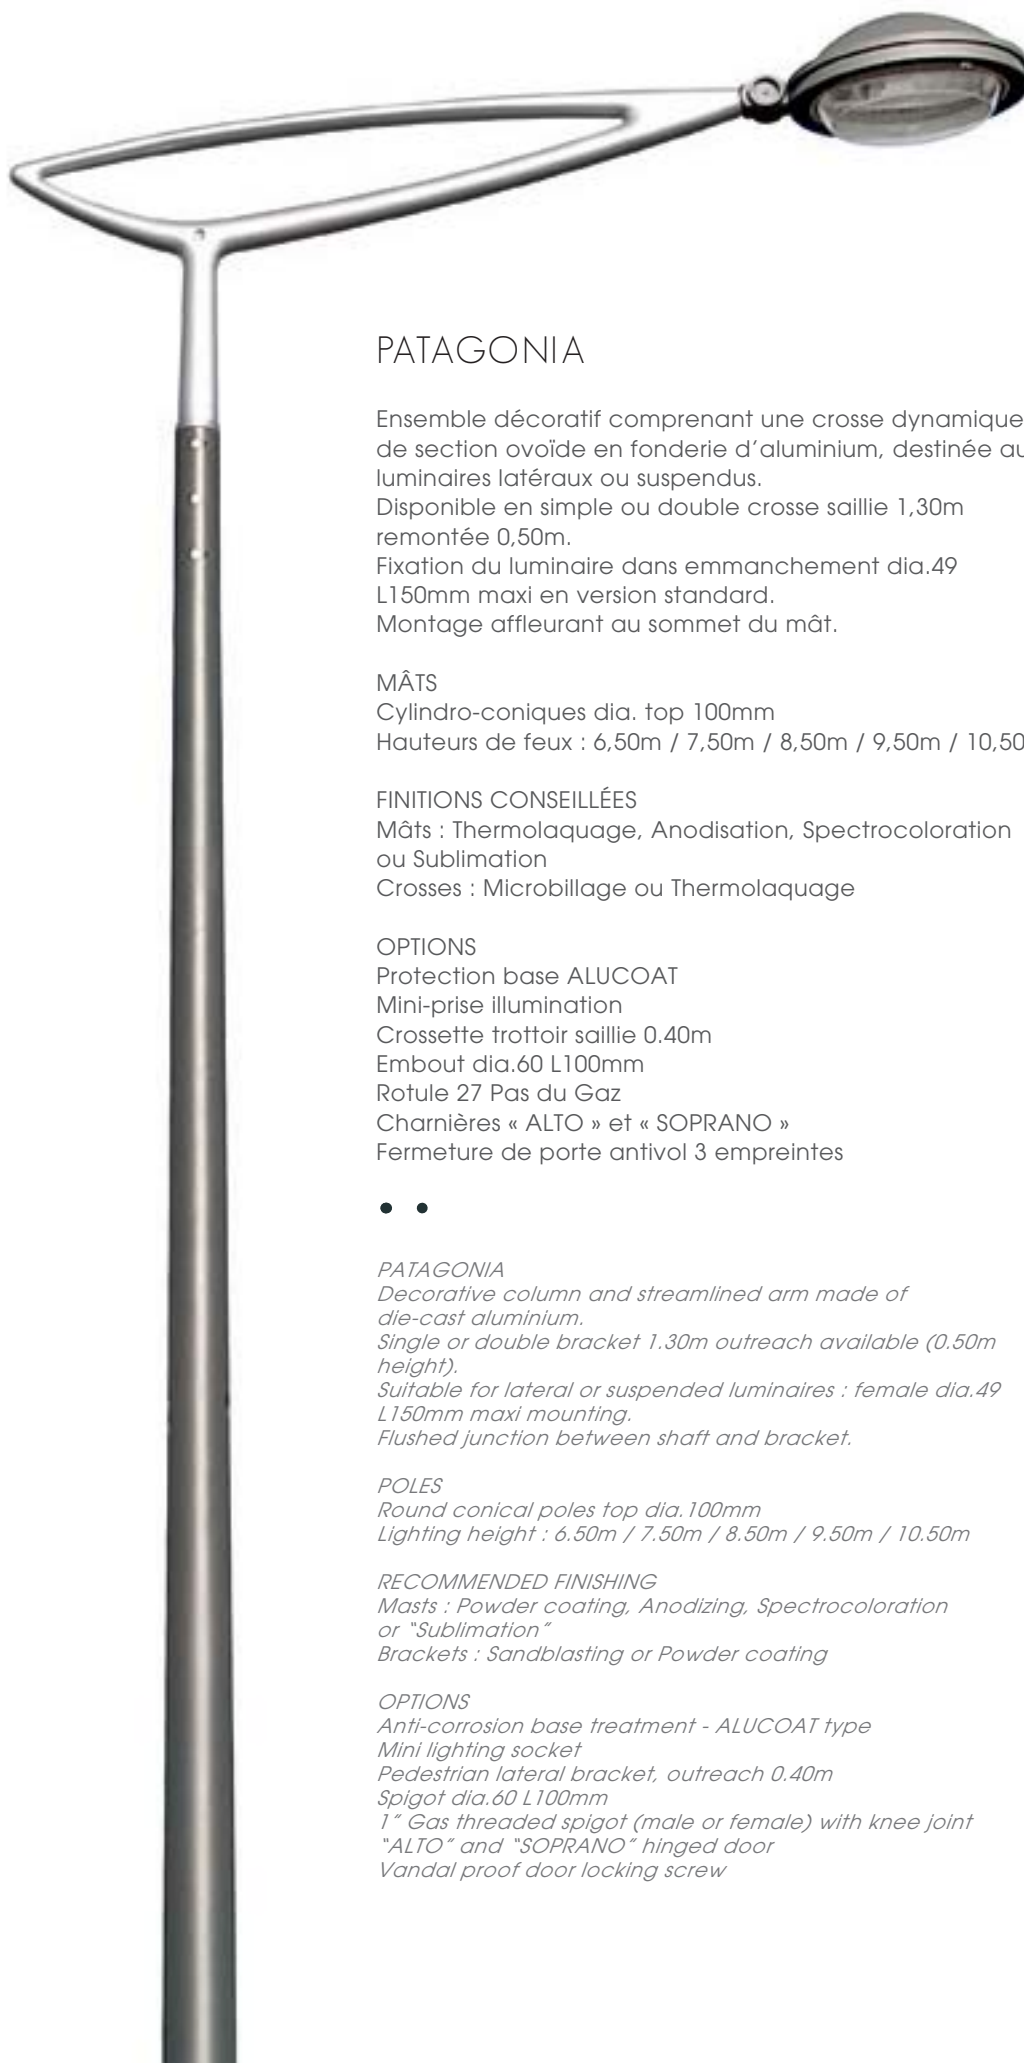 PATAGONIA
Ensemble décoratif comprenant une crosse dynamique
de section ovoïde en fonderie d'aluminium, destinée au
luminaires latéraux ou suspendus.
Disponible en simple ou double crosse saillie 1,30m
remontée 0,50m.
Fixation du luminaire dans emmanchement dia.49
L150mm maxi en version standard.
Montage affleurant au sommet du mât.
MÂTS
Cylindro-coniques dia. top 100mm
Hauteurs de feux : 6,50m / 7,50m / 8,50m / 9,50m / 10,50
FINITIONS CONSEILLÉES
Mâts : Thermolaquage, Anodisation, Spectrocoloration
ou Sublimation
Crosses : Microbillage ou Thermolaquage
OPTIONS
Protection base ALUCOAT
Mini-prise illumination
Crossette trottoir saillie 0.40m
Embout dia.60 L100mm
Rotule 27 Pas du Gaz
Charnières « ALTO » et « SOPRANO »
Fermeture de porte antivol 3 empreintes
• •
PATAGONIA
Decorative column and streamlined arm made of
die-cast aluminium.
Single or double bracket 1.30m outreach available (0.50m
height).
Suitable for lateral or suspended luminaires : female dia.49
L150mm maxi mounting.
Flushed junction between shaft and bracket.
POLES
Round conical poles top dia.100mm
Lighting height : 6.50m / 7.50m / 8.50m / 9.50m / 10.50m
RECOMMENDED FINISHING
Masts : Powder coating, Anodizing, Spectrocoloration
or "Sublimation"
Brackets : Sandblasting or Powder coating
OPTIONS
Anti-corrosion base treatment - ALUCOAT type
Mini lighting socket
Pedestrian lateral bracket, outreach 0.40m
Spigot dia.60 L100mm
1" Gas threaded spigot (male or female) with knee joint
"ALTO" and "SOPRANO" hinged door
Vandal proof door locking screw